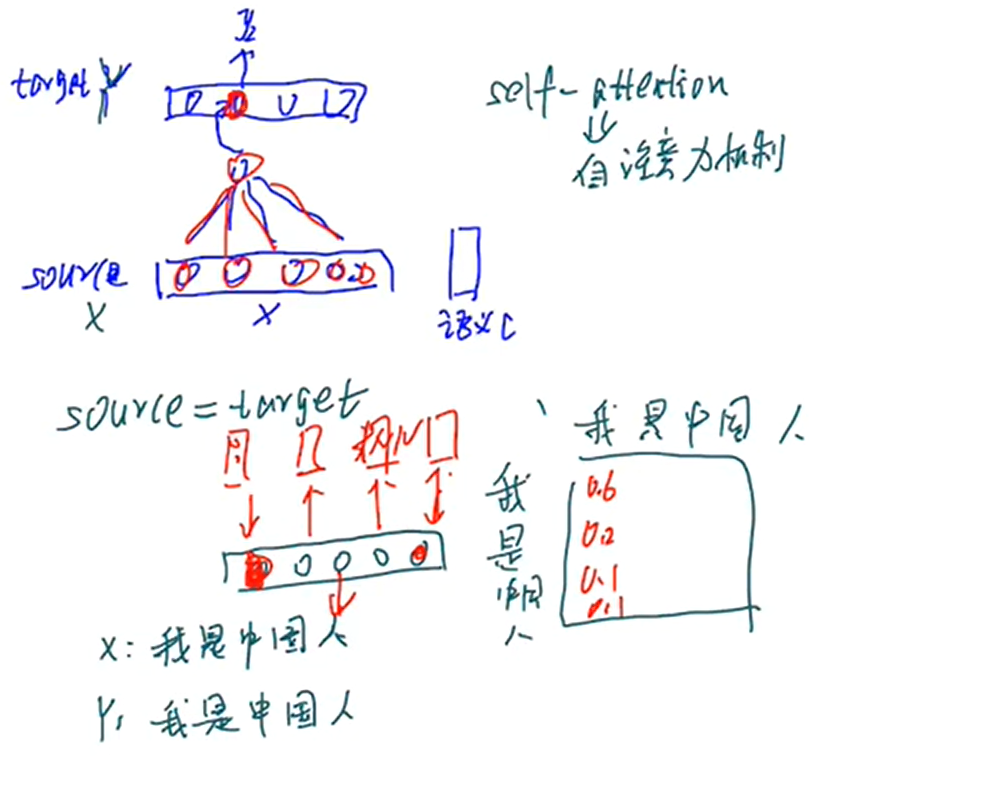 y2
target Y
self-attention
自注意力机制
source
X
X
语义C
source=target
我是中国人
我
是
中国
人
0.6
0.2
0.1
0.1
X: 我是中国人
Y: 我是中国人